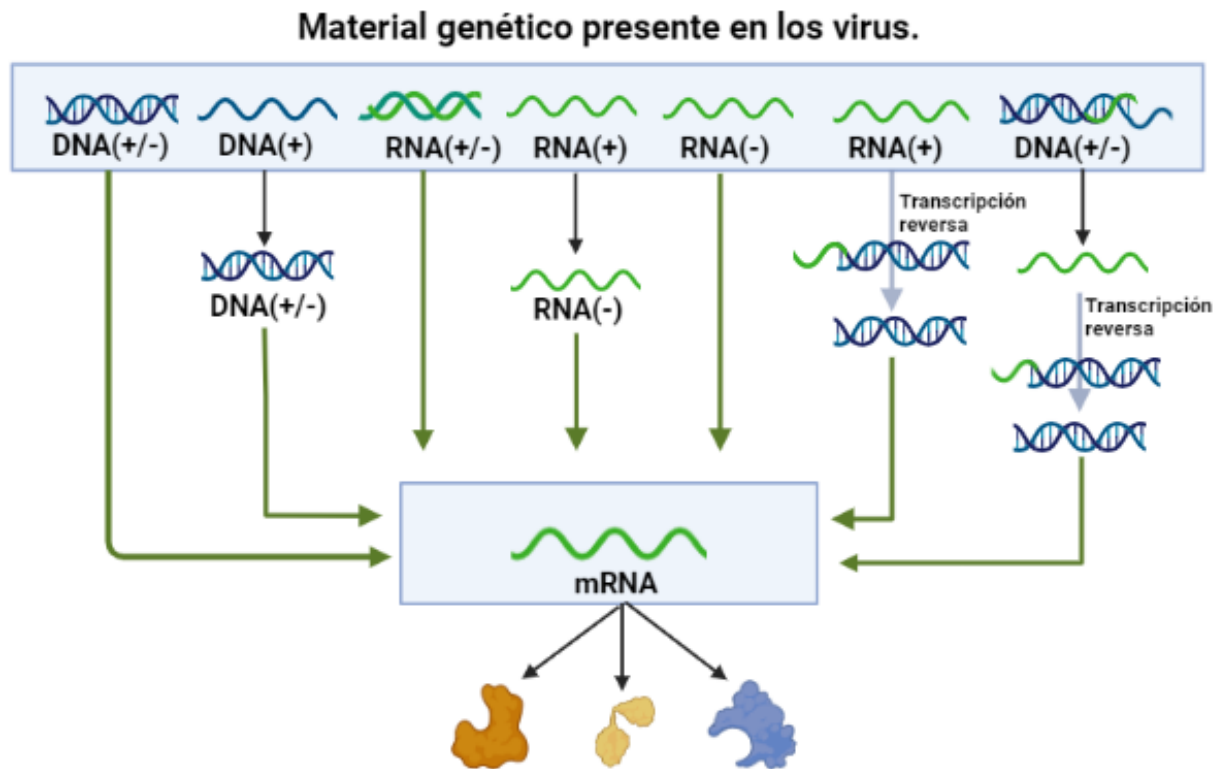 Material genético presente en los virus.
DNA(+/-)
DNA(+)
RNA(+/-)
RNA(+)
RNA(-)
RNA(+)
DNA(+/-)
Transcripción
reversa
DNA(+/-)
RNA(-)
Transcripción
reversa
mRNA